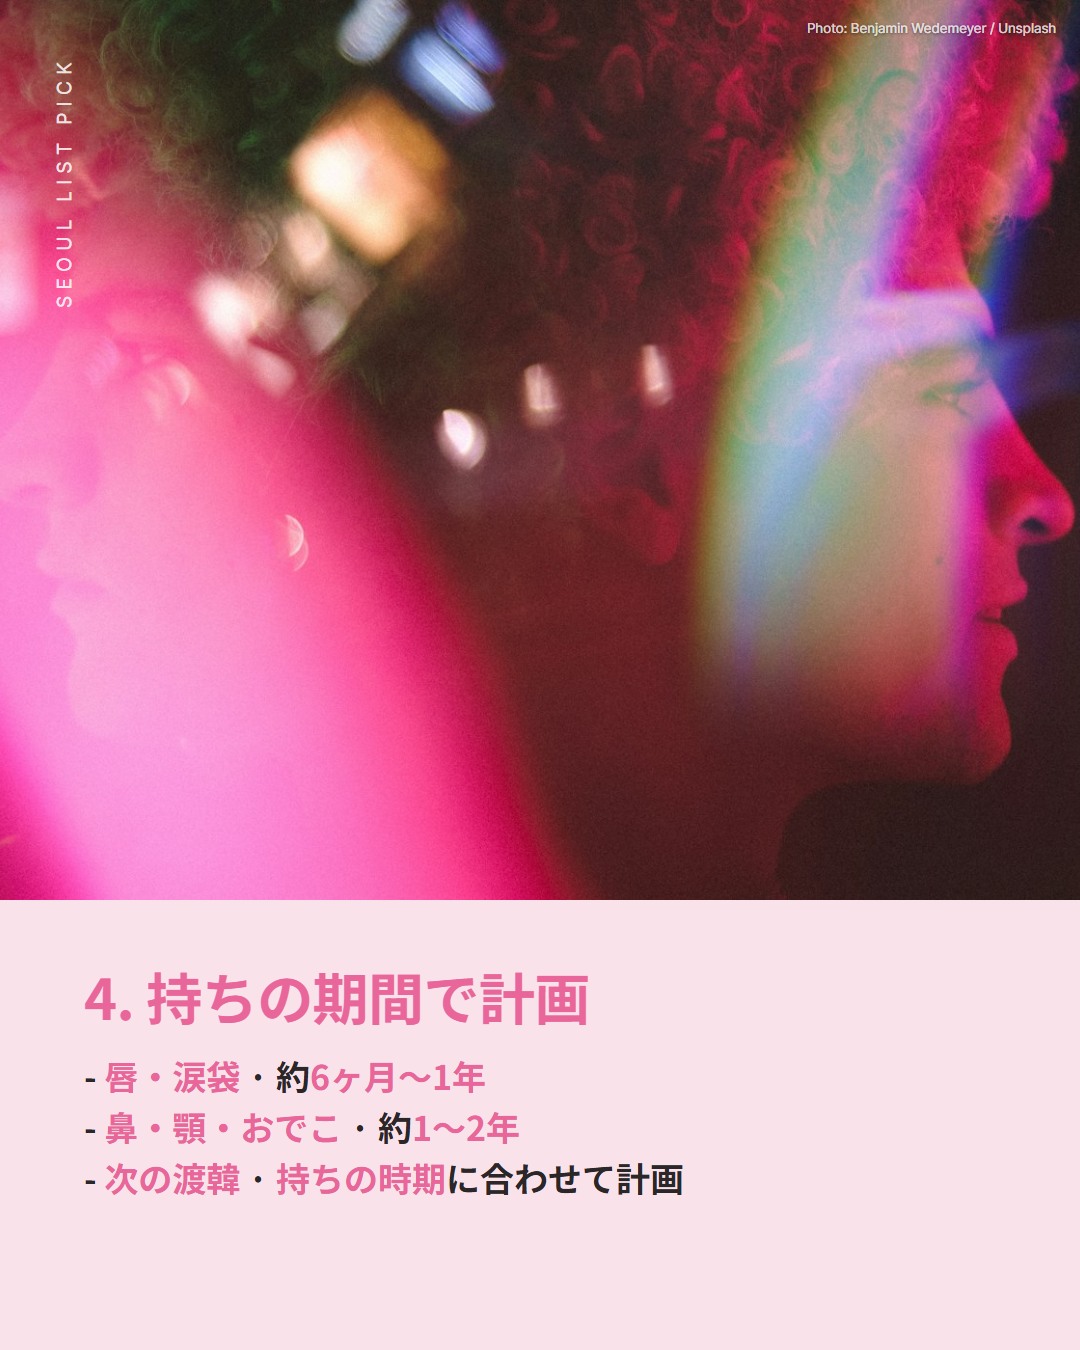 Photo: Benjamin Wedemeyer / Unsplash
SEOUL LIST PICK
4. 持ちの期間で計画
- 唇・涙袋 · 約6ヶ月〜1年
- 鼻・顎・おでこ · 約1〜2年
- 次の渡韓 · 持ちの時期に合わせて計画